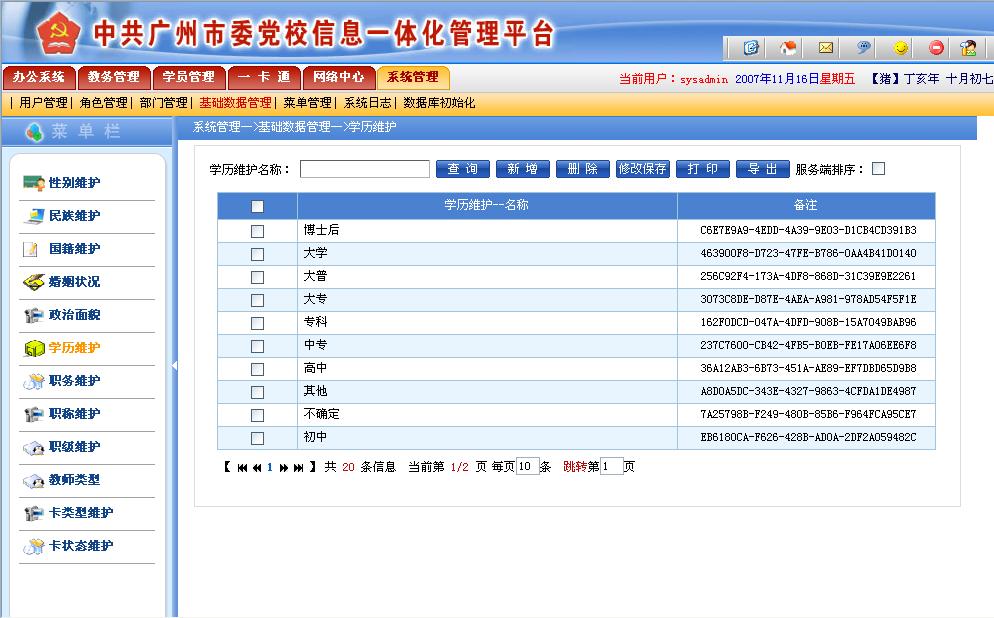 中共广州市委党校信息一体化管理平台
办公系统 教务管理 学员管理 一 卡 通 网络中心 系统管理 当前用户：sysadmin 2007年11月16日星期五 【猪】丁亥年 十月初七
| 用户管理| 角色管理| 部门管理| 基础数据管理| 菜单管理| 系统日志| 数据库初始化
菜 单 栏
系统管理—>基础数据管理—>学历维护
性别维护
民族维护
国籍维护
婚姻状况
政治面貌
学历维护
职务维护
职称维护
职级维护
教师类型
卡类型维护
卡状态维护
学历维护名称： 查 询 新 增 删 除 修改保存 打 印 导 出 服务端排序：
学历维护--名称 备注
博士后 C6E7E9A9-4EDD-4A39-9E03-D1CB4CD391B3
大学 463900F8-D723-47FE-B786-0AA4B41D0140
大普 256C92F4-173A-4DF8-868D-31C39E9E2261
大专 3073C8DE-D87E-4AEA-A981-978AD54F5F1E
专科 162F0DCD-047A-4DFD-908B-15A7049BAB96
中专 237C7600-CB42-4FB5-B0EB-FE17A06EE6F8
高中 36A12AB3-6B73-451A-AE89-EF7DBD65D9B8
其他 A8D0A5DC-343E-4327-9863-4CFDA1DE4987
不确定 7A25798B-F249-480B-85B6-F964FCA95CE7
初中 EB6180CA-F626-428B-AD0A-2DF2A059482C
【 1 】共 20 条信息 当前第 1/2 页 每页10条 跳转第1页